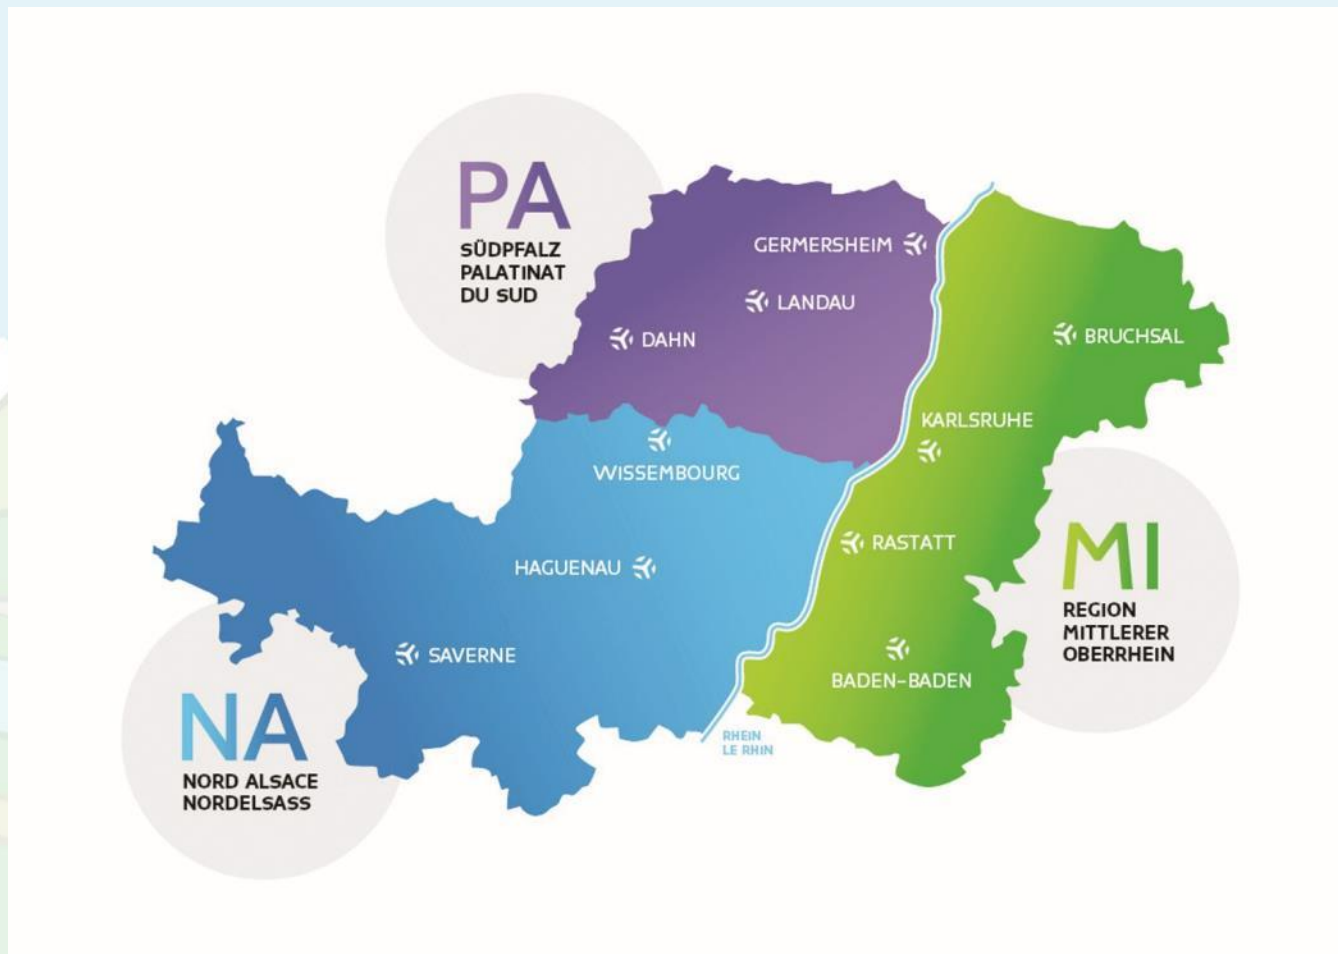 PA
SÜDPFALZ
PALATINAT
DU SUD
GERMERSHEIM
LANDAU
DAHN
BRUCHSAL
KARLSRUHE
WISSEMBOURG
RASTATT
HAGUENAU
MI
REGION
MITTLERER
OBERRHEIN
SAVERNE
BADEN-BADEN
NA
NORD ALSACE
NORDELSASS
RHEIN
LE RHIN